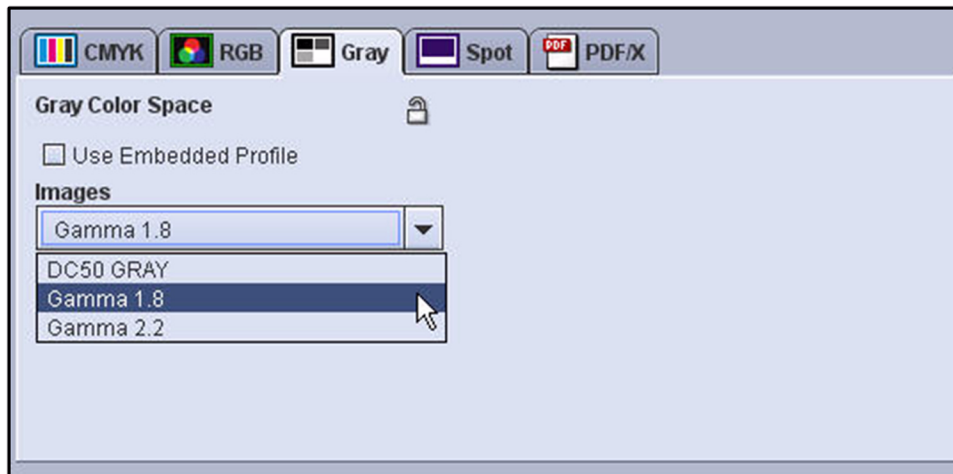 CMYK RGB Gray Spot PDF PDF/X
Gray Color Space
Use Embedded Profile
Images
Gamma 1.8
DC50 GRAY
Gamma 1.8
Gamma 2.2